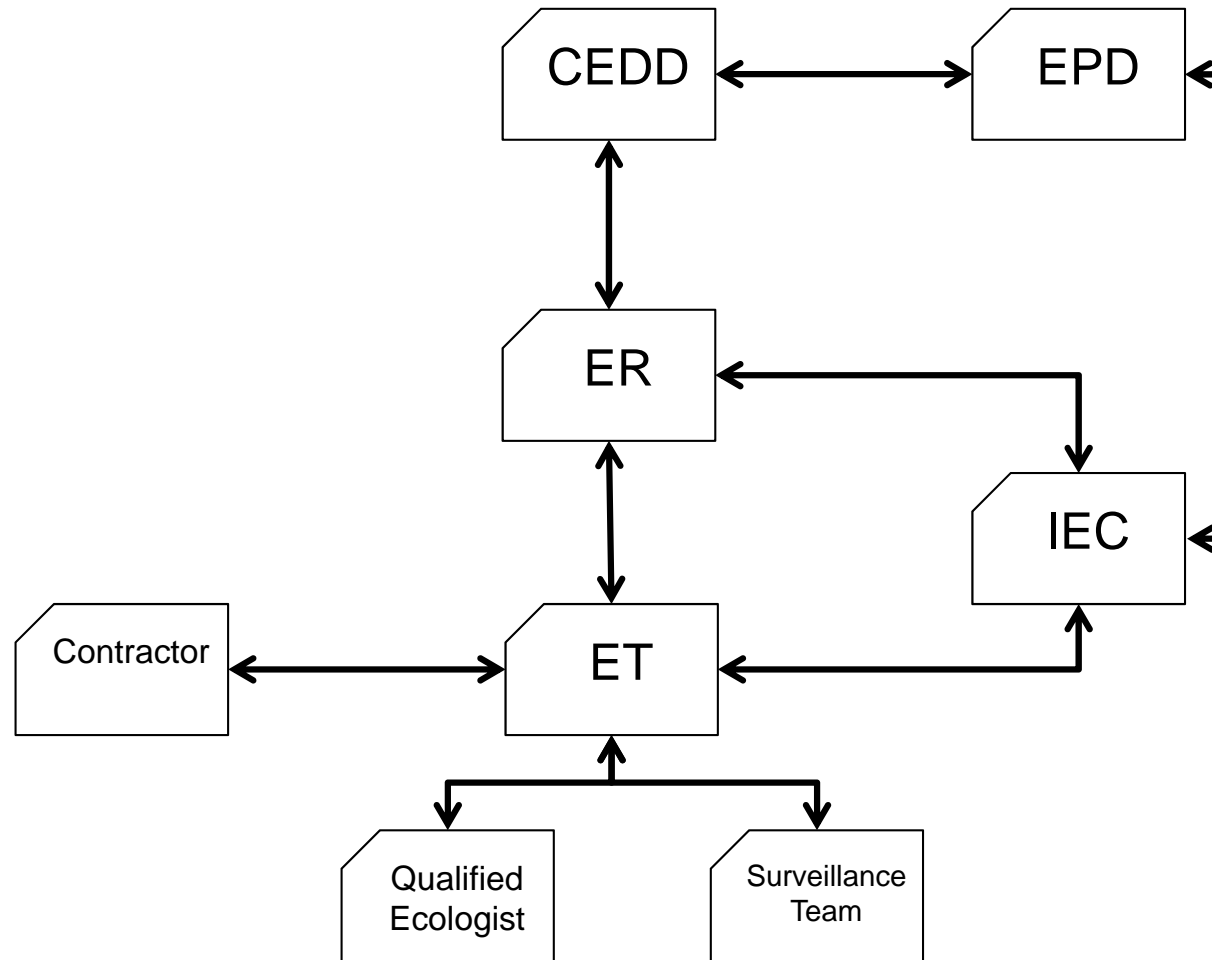 CEDD
EPD
ER
IEC
Contractor
ET
Qualified
Ecologist
Surveillance
Team